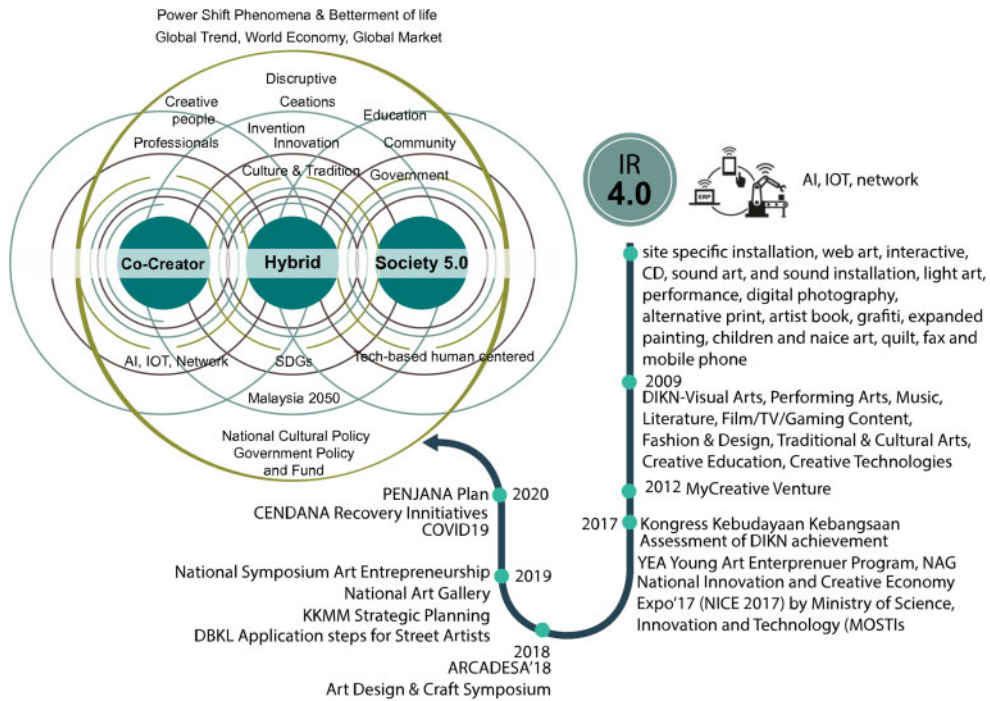 Power Shift Phenomena & Betterment of life
Global Trend, World Economy, Global Market
Disruptive
Ceations
Creative
people
Education
Invention
Innovation
Professionals
Community
Culture & Tradition
Government
Co-Creator
Hybrid
Society 5.0
AI, IOT, Network
SDGs
Tech-based human centered
Malaysia 2050
National Cultural Policy
Government Policy
and Fund
IR
4.0
ERP
AI, IOT, network
site specific installation, web art, interactive,
CD, sound art, and sound installation, light art,
performance, digital photography,
alternative print, artist book, grafiti, expanded
painting, children and naice art, quilt, fax and
mobile phone
2009
DIKN-Visual Arts, Performing Arts, Music,
Literature, Film/TV/Gaming Content,
Fashion & Design, Traditional & Cultural Arts,
Creative Education, Creative Technologies
2012 MyCreative Venture
2017
Kongress Kebudayaan Kebangsaan
Assessment of DIKN achievement
YEA Young Art Enterprenuer Program, NAG
National Innovation and Creative Economy
Expo'17 (NICE 2017) by Ministry of Science,
Innovation and Technology (MOSTIs
2018
ARCADESA'18
Art Design & Craft Symposium
2019
National Symposium Art Entrepreneurship
National Art Gallery
KKMM Strategic Planning
DBKL Application steps for Street Artists
2020
PENJANA Plan
CENDANA Recovery Innitiatives
COVID19